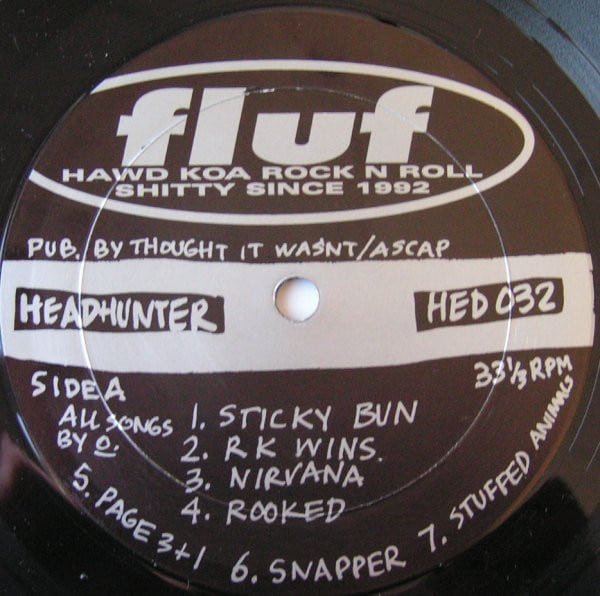 fluf
HAWD KOA ROCK N ROLL
SHITTY SINCE 1992
PUB. BY THOUGHT IT WASNT/ASCAP
HEADHUNTER
HED 032
SIDE A
33⅓ RPM
ALL SONGS
BY O.
1. STICKY BUN
2. RK WINS.
3. NIRVANA
4. ROOKED
5. PAGE 3+1
6. SNAPPER
7. STUFFED ANIMALS